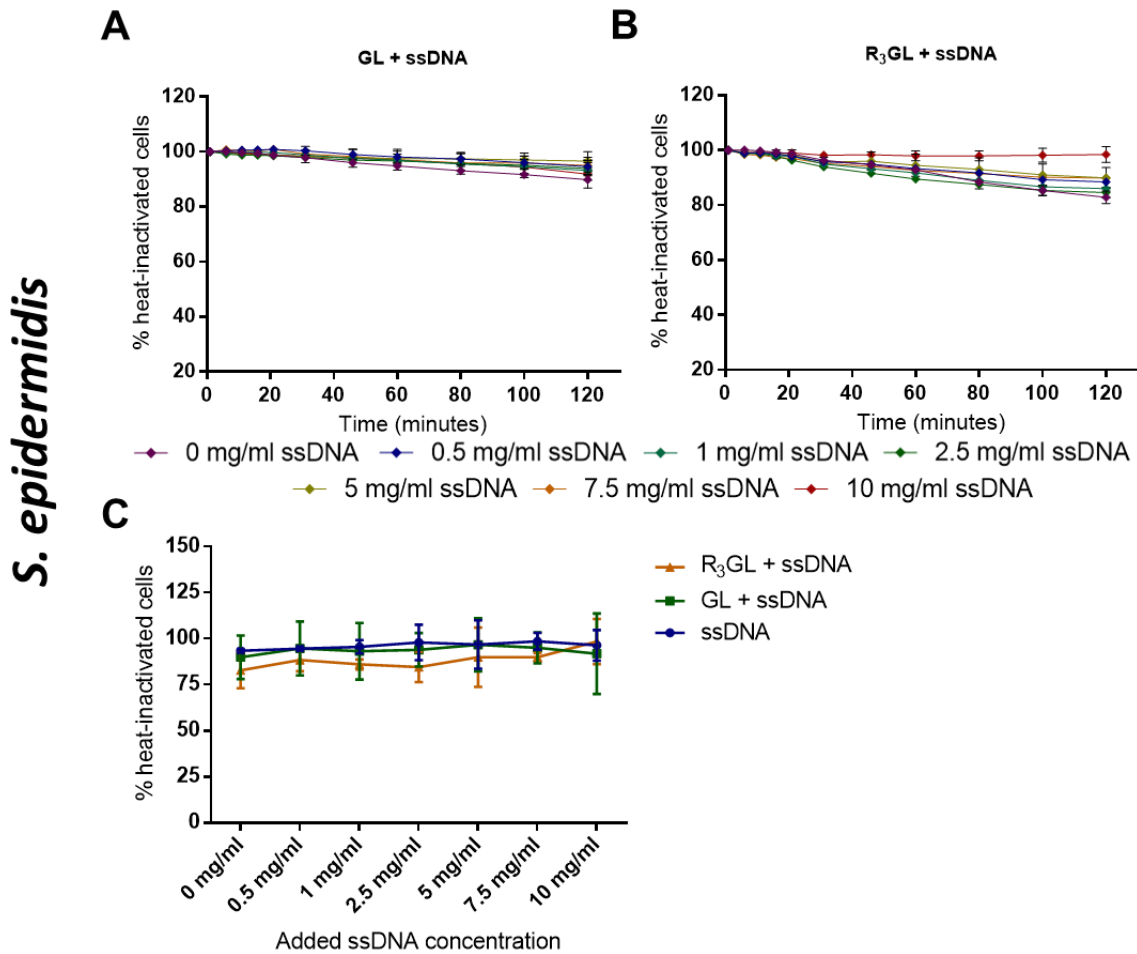 A
B
GL + ssDNA
R₃GL + ssDNA
120
100
80
60
40
20
% heat-inactivated cells
0 20 40 60 80 100 120
Time (minutes)
120
100
80
60
40
20
% heat-inactivated cells
0 20 40 60 80 100 120
Time (minutes)
S. epidermidis
0 mg/ml ssDNA 0.5 mg/ml ssDNA 1 mg/ml ssDNA 2.5 mg/ml ssDNA
5 mg/ml ssDNA 7.5 mg/ml ssDNA 10 mg/ml ssDNA
C
150
125
100
75
50
25
0
% heat-inactivated cells
R₃GL + ssDNA
GL + ssDNA
ssDNA
0 mg/ml
0.5 mg/ml
1 mg/ml
2.5 mg/ml
5 mg/ml
7.5 mg/ml
10 mg/ml
Added ssDNA concentration